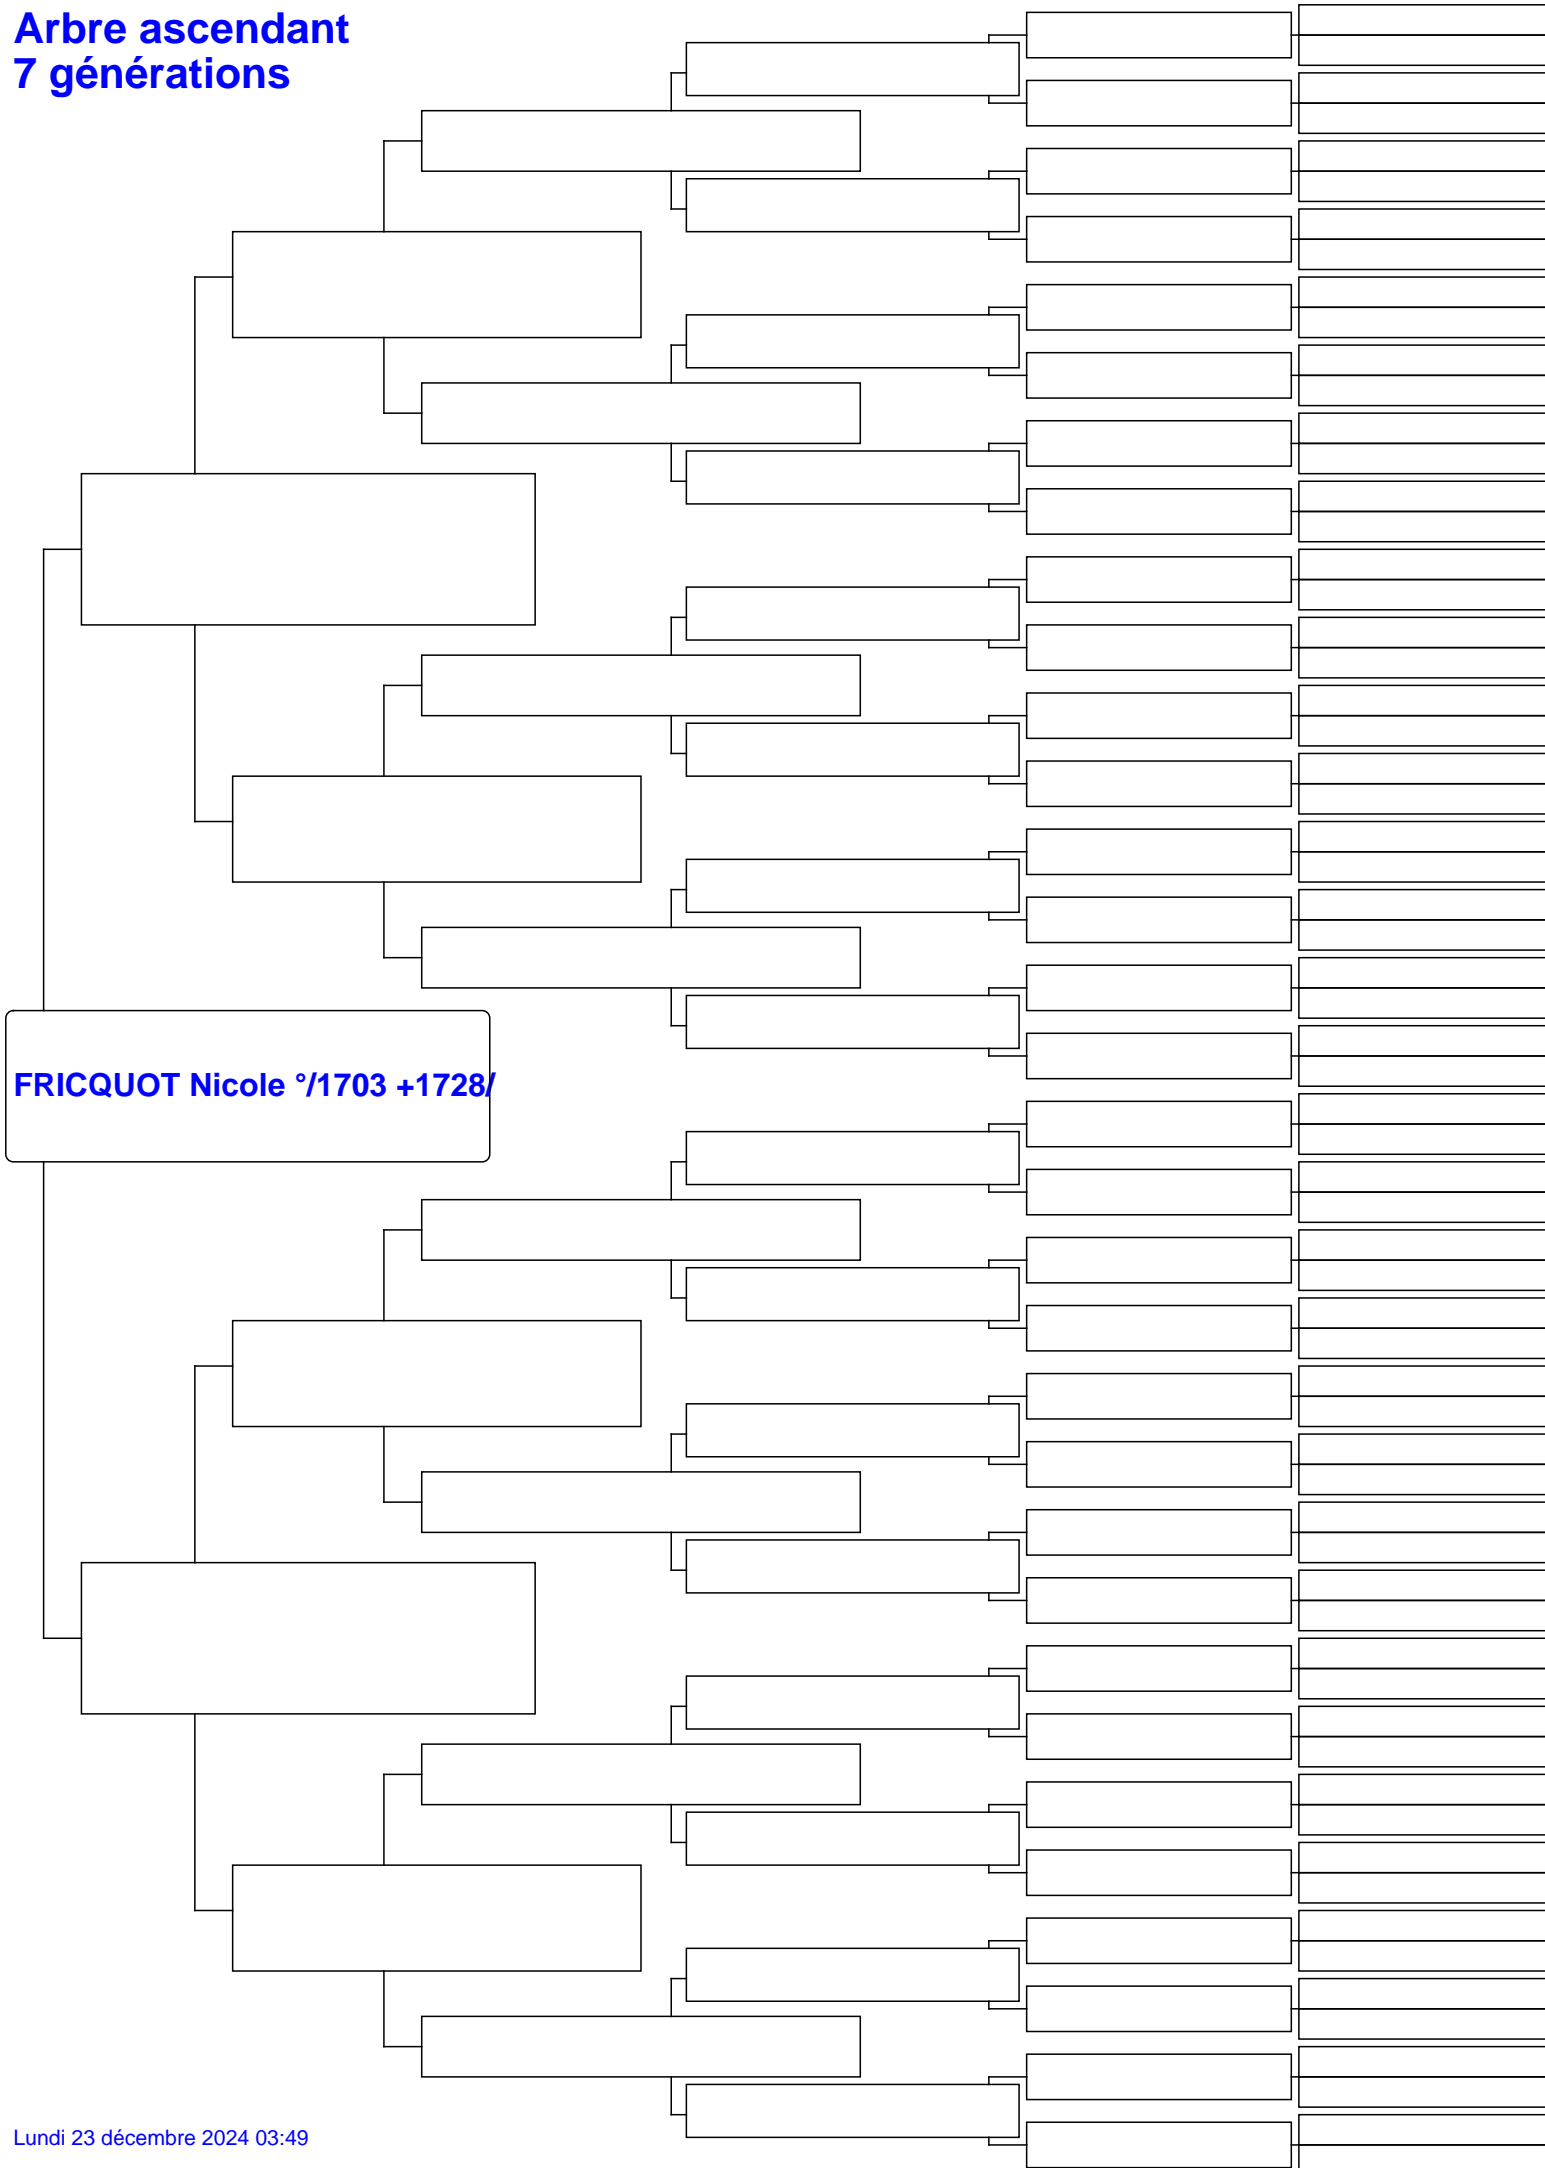 Arbre ascendant
7 générations
FRICQUOT Nicole °/1703 +1728/
Lundi 23 décembre 2024 03:49